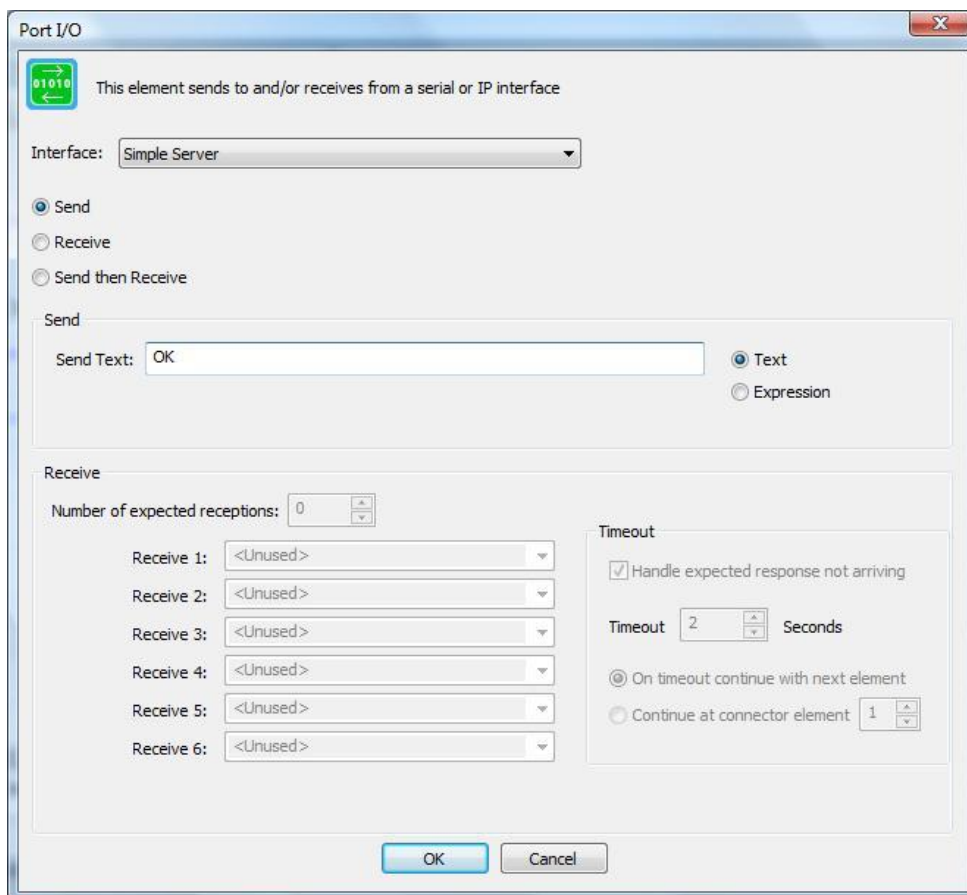 Port I/O
X
01010
This element sends to and/or receives from a serial or IP interface
Interface: Simple Server
Send
Receive
Send then Receive
Send
Send Text: OK
Text
Expression
Receive
Number of expected receptions: 0
Receive 1: <Unused>
Receive 2: <Unused>
Receive 3: <Unused>
Receive 4: <Unused>
Receive 5: <Unused>
Receive 6: <Unused>
Timeout
Handle expected response not arriving
Timeout 2 Seconds
On timeout continue with next element
Continue at connector element 1
OK Cancel